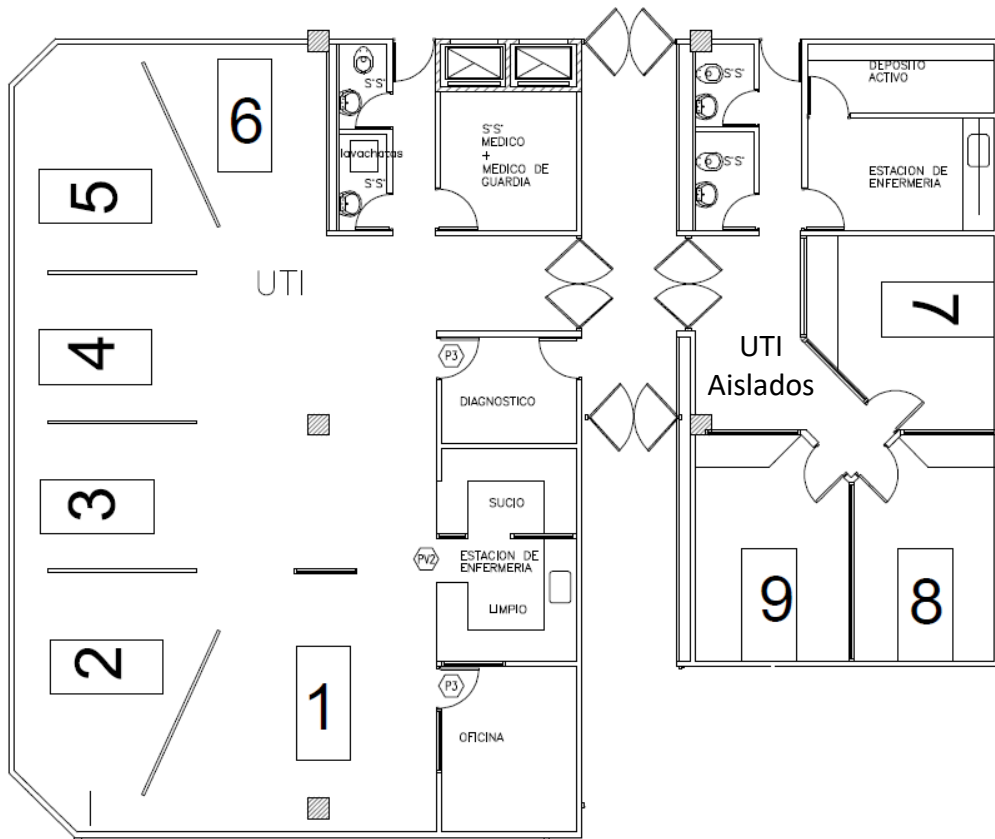 6
5
4
3
2
1
UTI
S°S°
lavachatas
S°S°
S°S°
MEDICO
+
MEDICO DE
GUARDIA
P3
DIAGNOSTICO
SUCIO
PV2
ESTACION DE
ENFERMERIA
LIMPIO
P3
OFICINA
S°S°
S°S°
DEPOSITO
ACTIVO
ESTACION DE
ENFERMERIA
UTI
Aislados
7
9
8